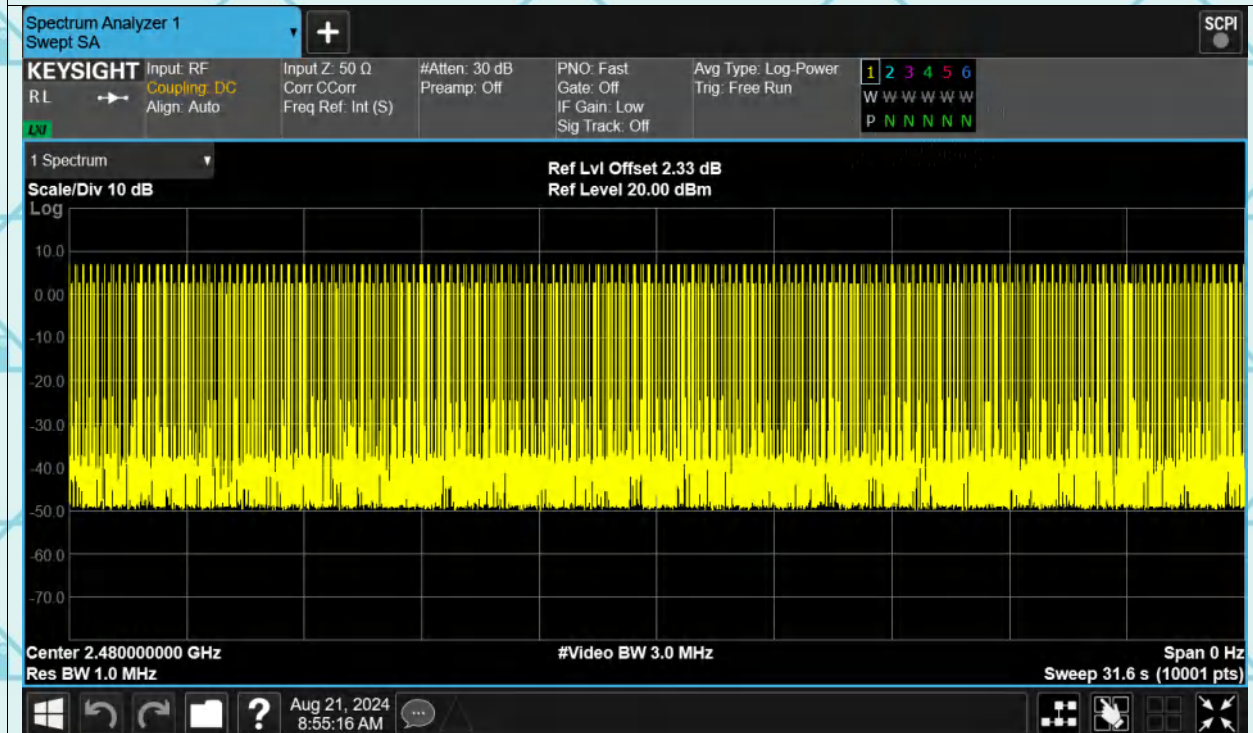 Spectrum Analyzer 1
Swept SA
+
SCPI
KEYSIGHT
RL
LXI
Input: RF
Coupling: DC
Align: Auto
Input Z: 50 Ω
Corr CCorr
Freq Ref: Int (S)
#Atten: 30 dB
Preamp: Off
PNO: Fast
Gate: Off
IF Gain: Low
Sig Track: Off
Avg Type: Log-Power
Trig: Free Run
1 2 3 4 5 6
W W W W W W
P N N N N N
1 Spectrum
Scale/Div 10 dB
Ref Lvl Offset 2.33 dB
Ref Level 20.00 dBm
Log
10.0
0.00
-10.0
-20.0
-30.0
-40.0
-50.0
-60.0
-70.0
Center 2.480000000 GHz
#Video BW 3.0 MHz
Span 0 Hz
Res BW 1.0 MHz
Sweep 31.6 s (10001 pts)
?
Aug 21, 2024
8:55:16 AM